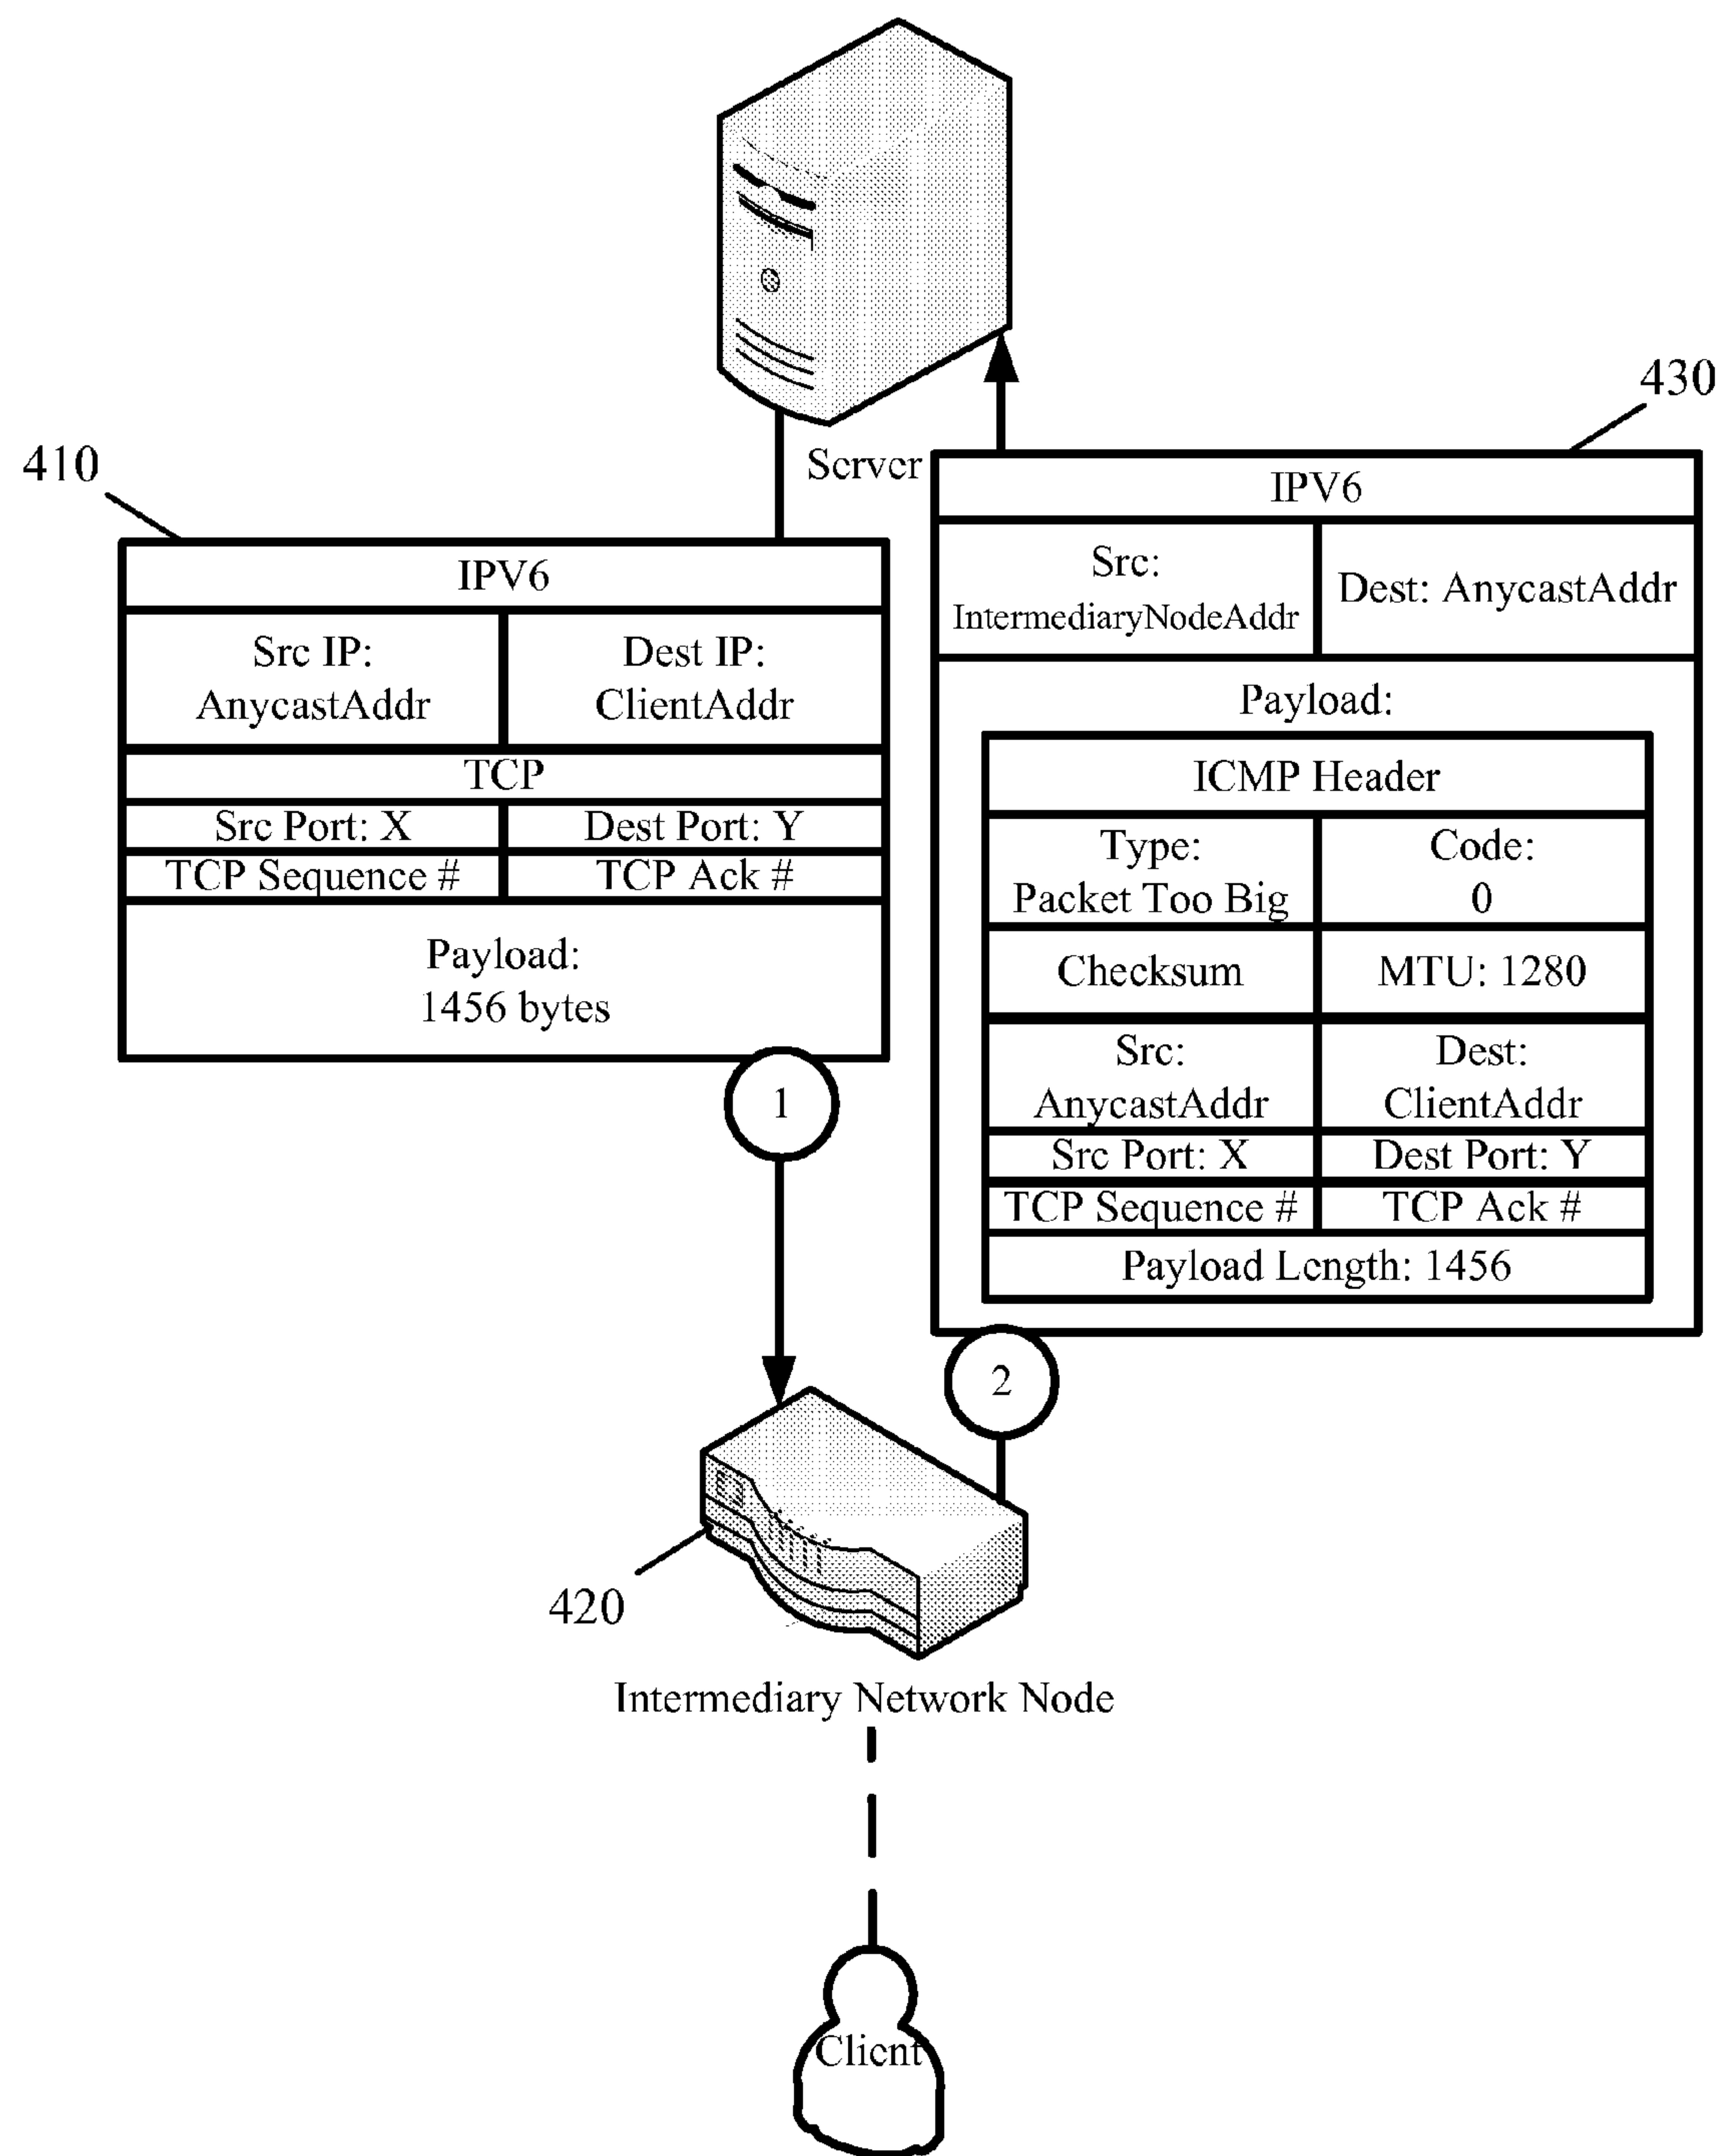 Server
430
410
IPV6
Src IP:
AnycastAddr
Dest IP:
ClientAddr
TCP
Src Port: X
Dest Port: Y
TCP Sequence #
TCP Ack #
Payload:
1456 bytes
1
IPV6
Src:
IntermediaryNodeAddr
Dest: AnycastAddr
Payload:
ICMP Header
Type:
Packet Too Big
Code:
0
Checksum
MTU: 1280
Src:
AnycastAddr
Dest:
ClientAddr
Src Port: X
Dest Port: Y
TCP Sequence #
TCP Ack #
Payload Length: 1456
2
420
Intermediary Network Node
Client